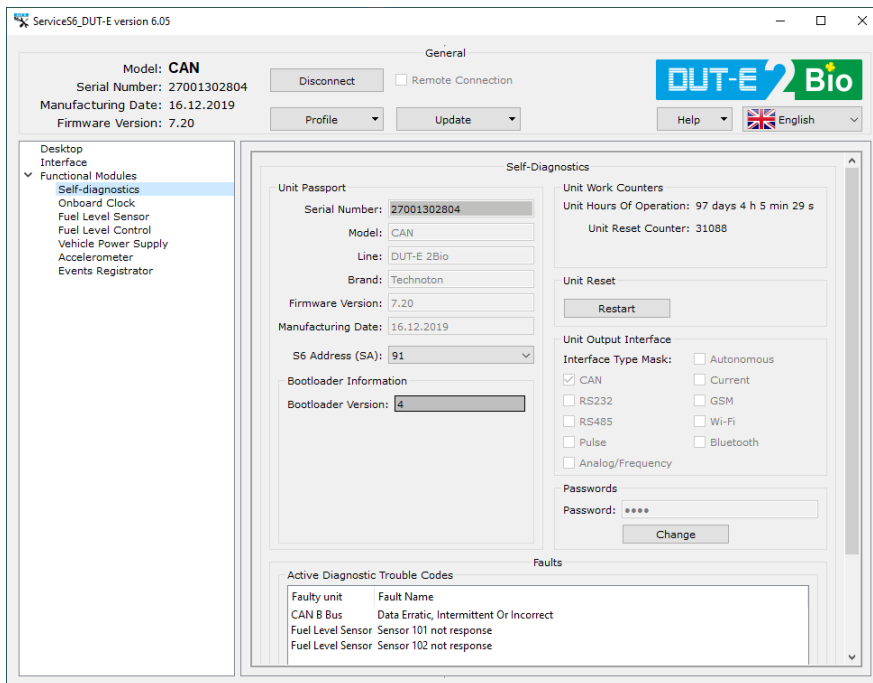 ServiceS6_DUT-E version 6.05
General
Model: CAN
Serial Number: 27001302804
Manufacturing Date: 16.12.2019
Firmware Version: 7.20
Disconnect
Remote Connection
Profile
Update
DUT-E 2 Bio
Help
English
Desktop
Interface
Functional Modules
Self-diagnostics
Onboard Clock
Fuel Level Sensor
Fuel Level Control
Vehicle Power Supply
Accelerometer
Events Registrator
Self-Diagnostics
Unit Passport
Serial Number: 27001302804
Model: CAN
Line: DUT-E 2Bio
Brand: Technoton
Firmware Version: 7.20
Manufacturing Date: 16.12.2019
S6 Address (SA): 91
Bootloader Information
Bootloader Version: 4
Unit Work Counters
Unit Hours Of Operation: 97 days 4 h 5 min 29 s
Unit Reset Counter: 31088
Unit Reset
Restart
Unit Output Interface
Interface Type Mask:
Autonomous
CAN
Current
RS232
GSM
RS485
Wi-Fi
Pulse
Bluetooth
Analog/Frequency
Passwords
Password: ●●●●
Change
Faults
Active Diagnostic Trouble Codes
Faulty unit Fault Name
CAN B Bus Data Erratic, Intermittent Or Incorrect
Fuel Level Sensor Sensor 101 not response
Fuel Level Sensor Sensor 102 not response